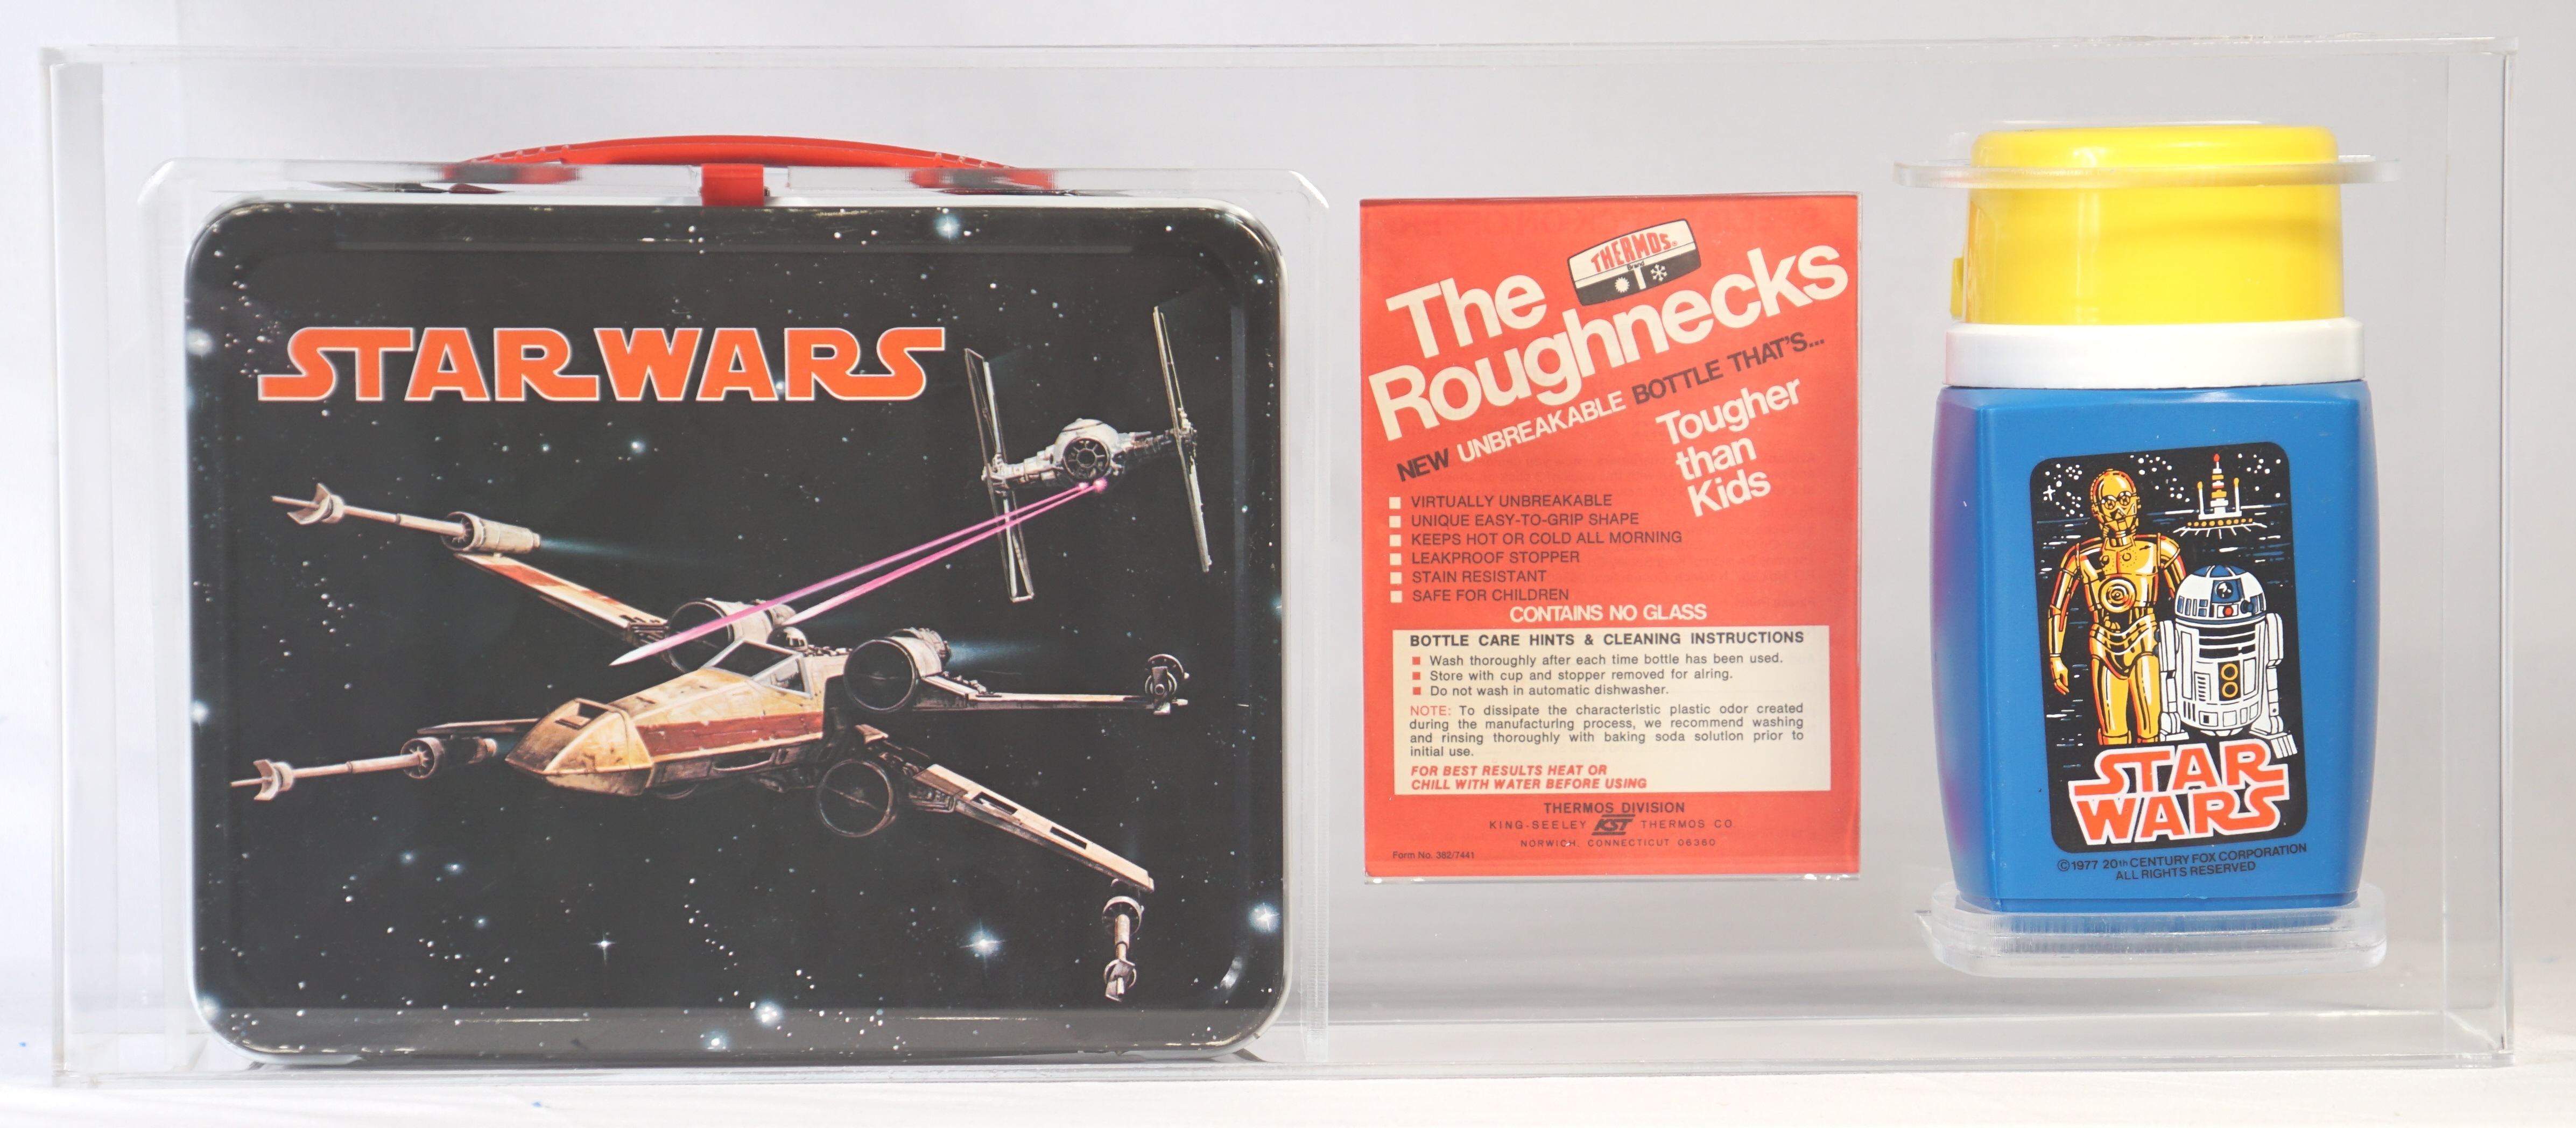 STAR WARS
THERMOS®
Brand
The
Roughnecks
NEW UNBREAKABLE BOTTLE THAT'S...
Tougher
than
Kids
VIRTUALLY UNBREAKABLE
UNIQUE EASY-TO-GRIP SHAPE
KEEPS HOT OR COLD ALL MORNING
LEAKPROOF STOPPER
STAIN RESISTANT
SAFE FOR CHILDREN
CONTAINS NO GLASS
BOTTLE CARE HINTS & CLEANING INSTRUCTIONS
Wash thoroughly after each time bottle has been used.
Store with cup and stopper removed for airing.
Do not wash in automatic dishwasher.
NOTE: To dissipate the characteristic plastic odor created
during the manufacturing process, we recommend washing
and rinsing thoroughly with baking soda solution prior to
initial use.
FOR BEST RESULTS HEAT OR
CHILL WITH WATER BEFORE USING
THERMOS DIVISION
KING-SEELEY KST THERMOS CO.
NORWICH, CONNECTICUT 06360
Form No. 382/7441
STAR
WARS
©1977 20th CENTURY FOX CORPORATION
ALL RIGHTS RESERVED